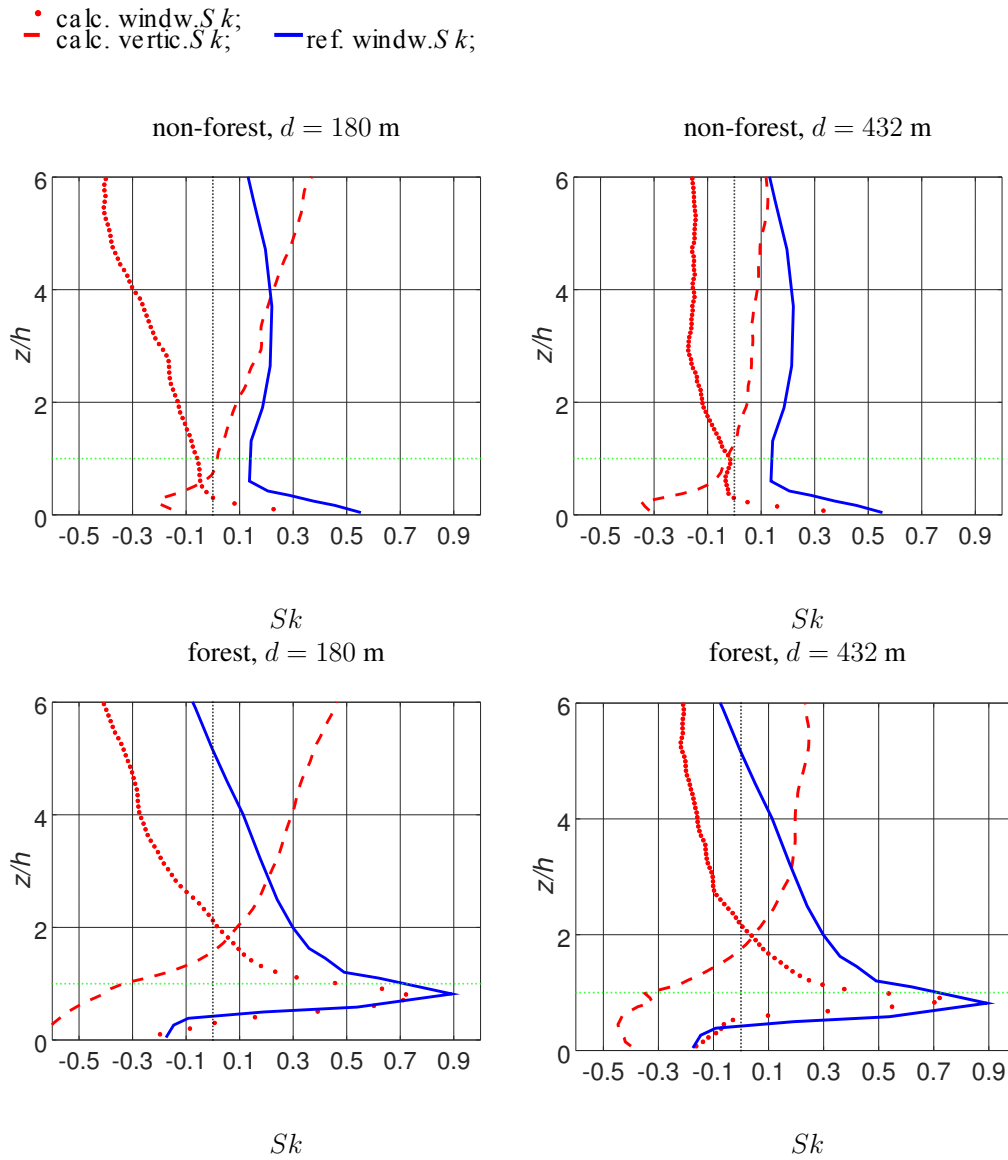 calc. windw.Sk;
calc. vertic.Sk; ref. windw.Sk;
non-forest, d = 180 m non-forest, d = 432 m
6 6
4 4
z/h z/h
2 2
0 0
-0.5 -0.3 -0.1 0.1 0.3 0.5 0.7 0.9 -0.5 -0.3 -0.1 0.1 0.3 0.5 0.7 0.9
Sk Sk
forest, d = 180 m forest, d = 432 m
6 6
4 4
z/h z/h
2 2
0 0
-0.5 -0.3 -0.1 0.1 0.3 0.5 0.7 0.9 -0.5 -0.3 -0.1 0.1 0.3 0.5 0.7 0.9
Sk Sk